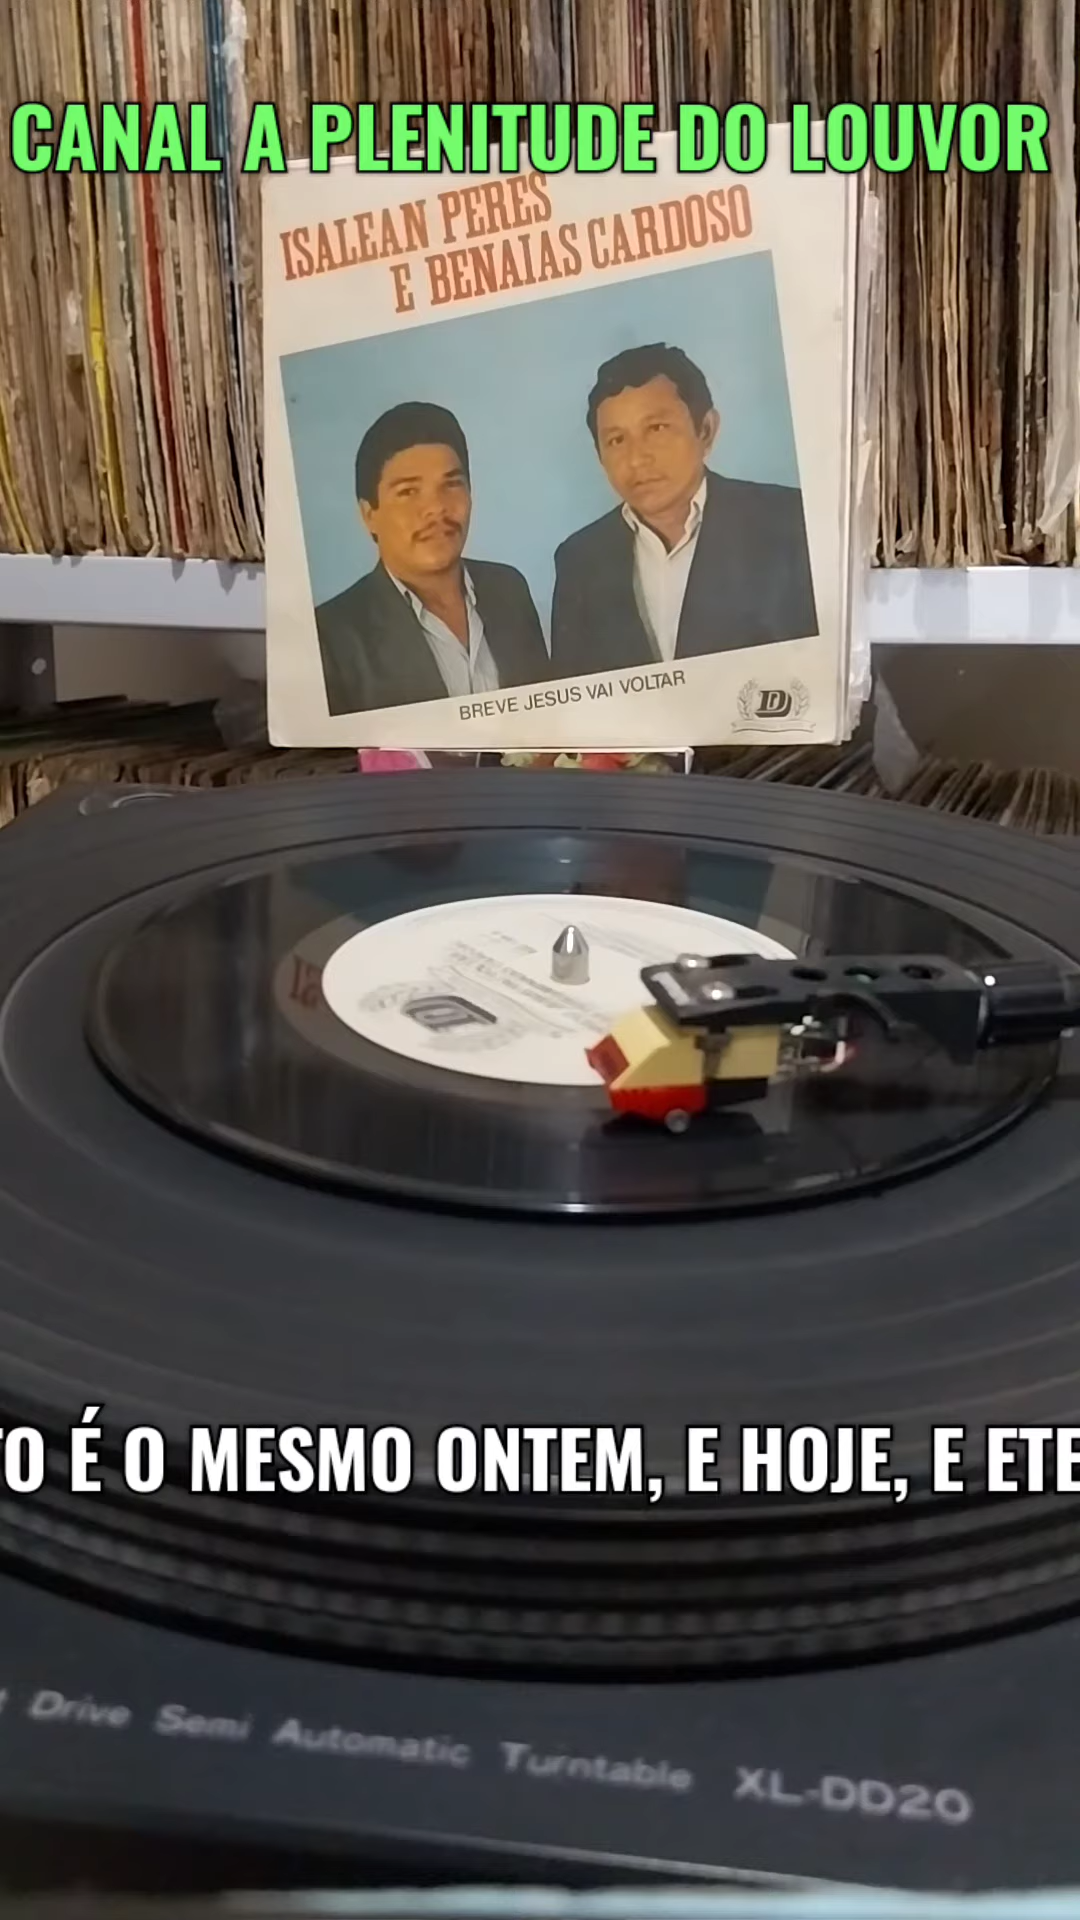 CANAL A PLENITUDE DO LOUVOR
ISALEAN PERES
E BENAIAS CARDOSO
BREVE JESUS VAI VOLTAR
D
É O MESMO ONTEM, E HOJE, E
Drive Semi Automatic Turntable XL-DD20